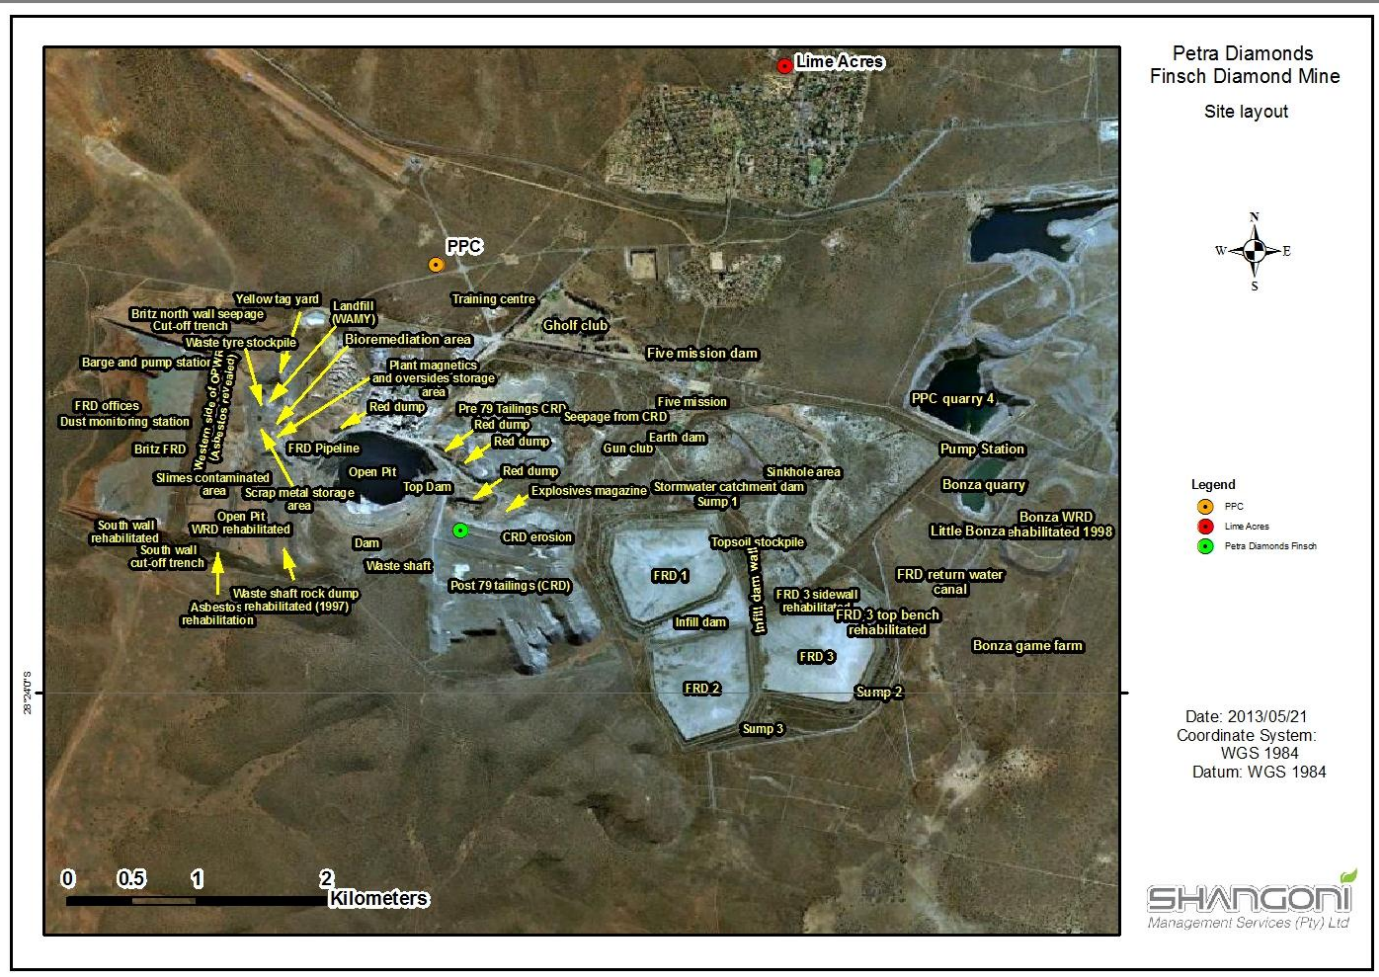 Petra Diamonds
Finsch Diamond Mine
Site layout
Lime Acres
PPC
Yellow tag yard
Landfill
(WAMY)
Training centre
Britz north wall seepage
Cut-off trench
Gholf club
Waste tyre stockpile
Bioremediation area
Five mission dam
Barge and pump station
Western side of OPWR
(Asbestos revealed)
Plant magnetics
and oversides storage
area
FRD offices
Dust monitoring station
Red dump
Pre 79 Tailings CRD
Seepage from CRD
Five mission
PPC quarry 4
Red dump
Red dump
Earth dam
Gun club
Britz FRD
FRD Pipeline
Pump Station
Slimes contaminated
area
Open Pit
Top Dam
Red dump
Sinkhole area
Scrap metal storage
area
Explosives magazine
Stormwater catchment dam
Sump 1
Bonza quarry
South wall
rehabilitated
Open Pit
WRD rehabilitated
Bonza WRD
Little Bonza
ehabilitated 1998
South wall
cut-off trench
Dam
CRD erosion
Topsoil stockpile
Waste shaft
Infill dam wall
Post 79 tailings (CRD)
FRD 1
FRD return water
canal
Waste shaft rock dump
rehabilitated (1997)
Asbestos
rehabilitation
FRD 3 sidewall
rehabilitated
FRD 3 top bench
rehabilitated
Infill dam
Bonza game farm
FRD 3
FRD 2
Sump 2
Sump 3
28°24'0"S
0 0.5 1 2
Kilometers
N
W E
S
Legend
PPC
Lime Acres
Petra Diamonds Finsch
Date: 2013/05/21
Coordinate System:
WGS 1984
Datum: WGS 1984
SHANGONI
Management Services (Pty) Ltd